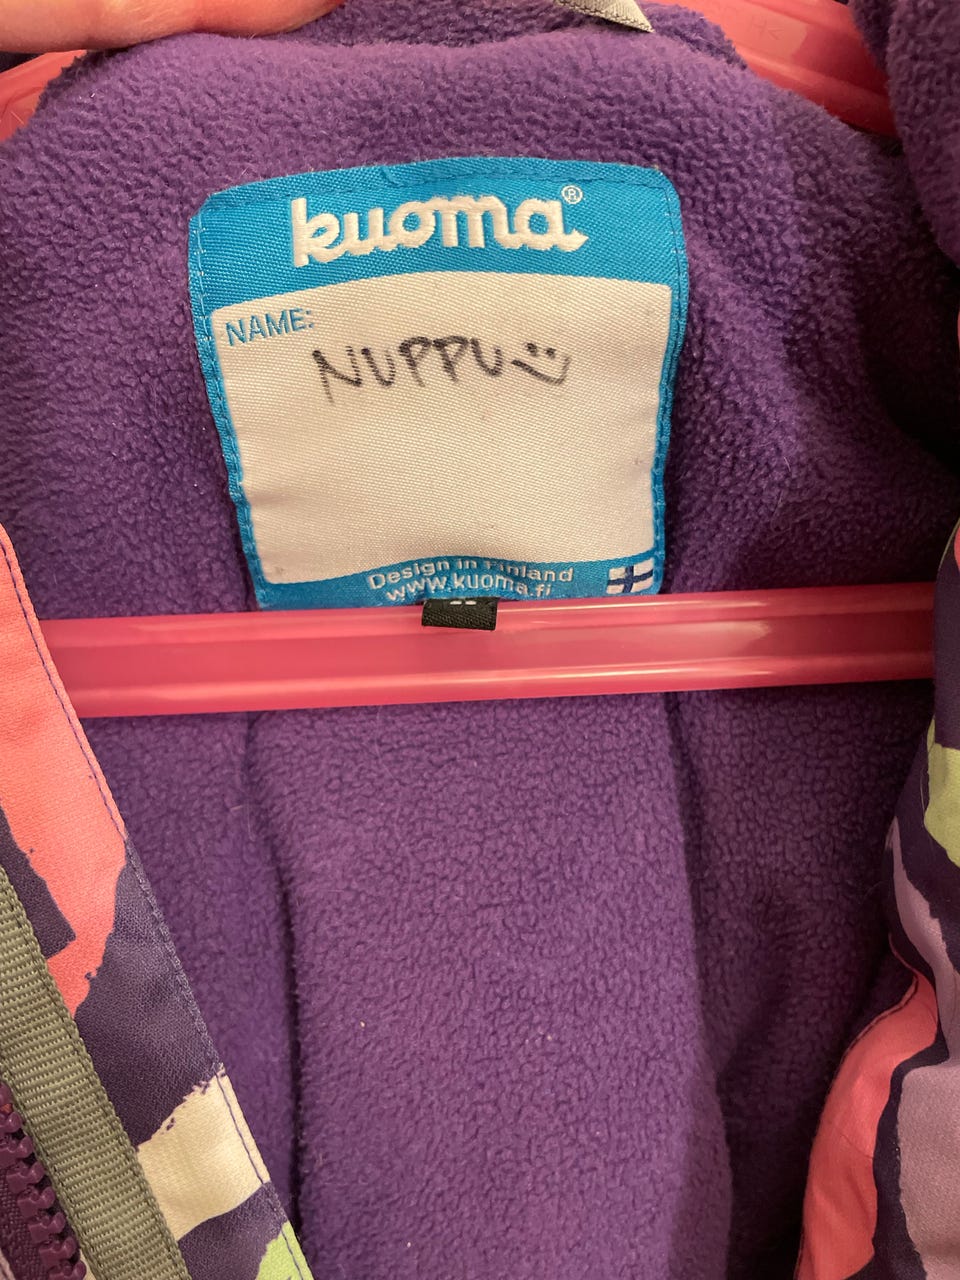 kuoma®
NAME:
NUPPU :)
Design in Finland
www.kuoma.fi